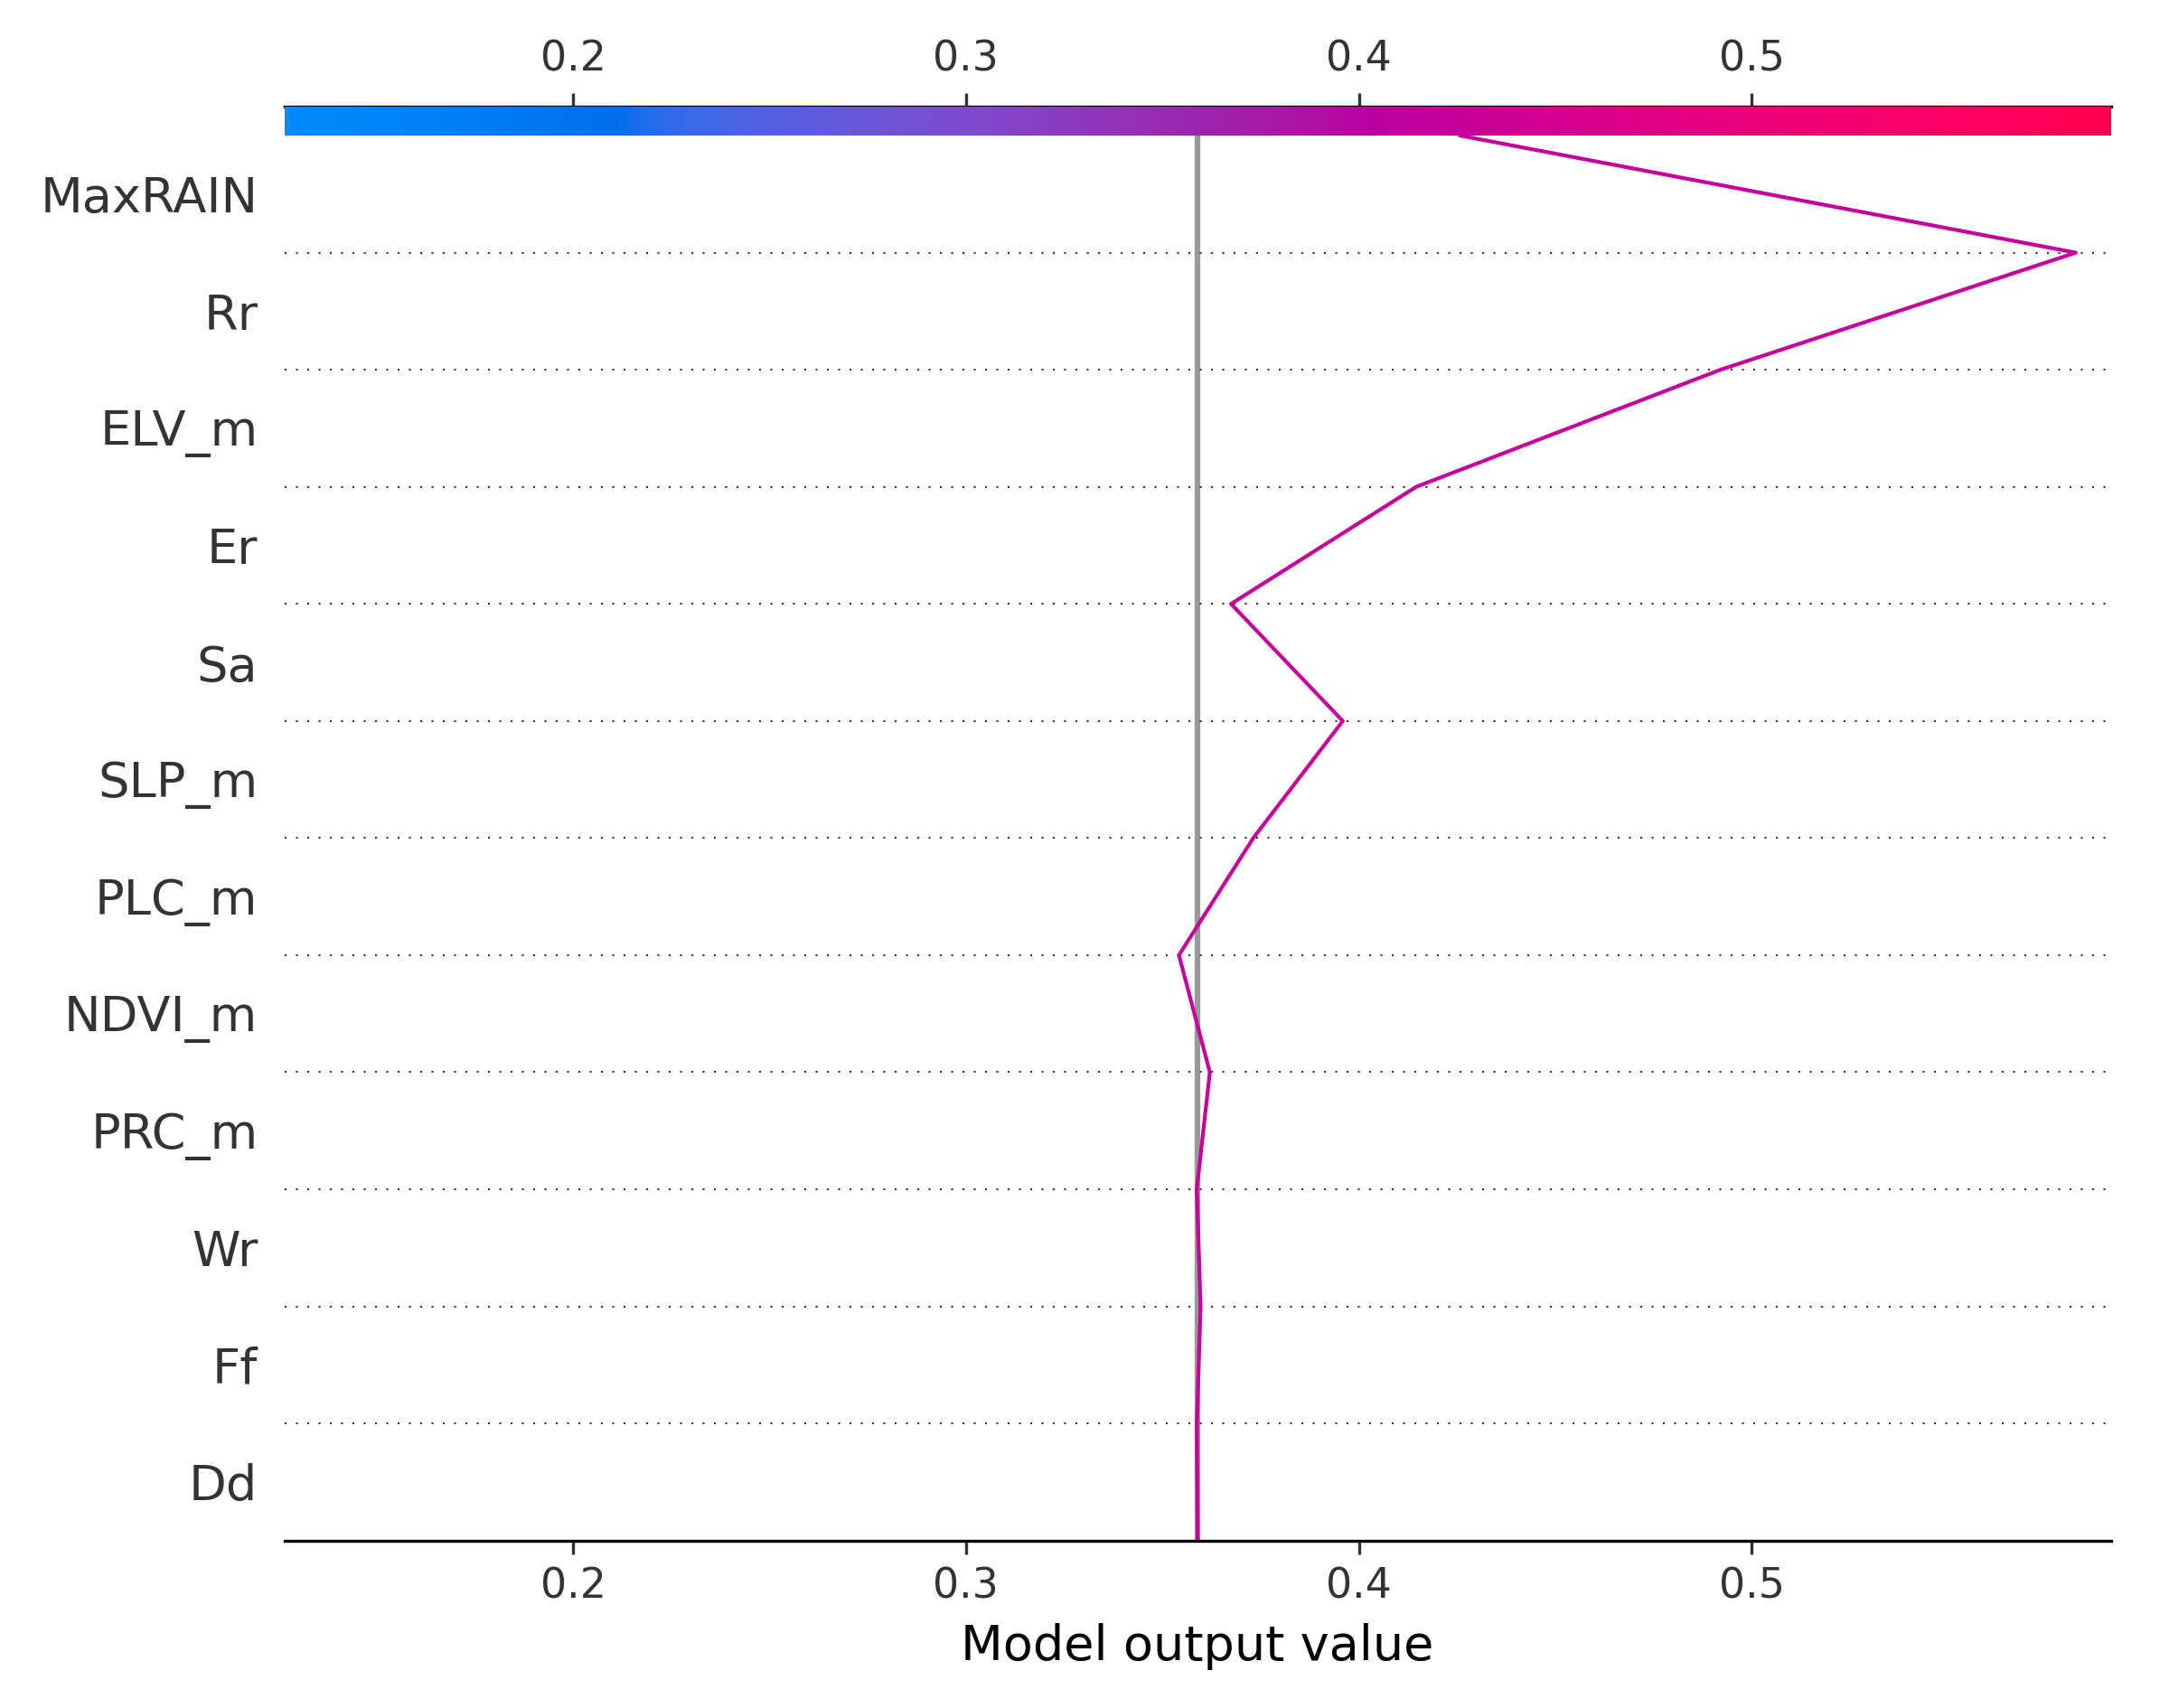 0.2 0.3 0.4 0.5
MaxRAIN
Rr
ELV_m
Er
Sa
SLP_m
PLC_m
NDVI_m
PRC_m
Wr
Ff
Dd
0.2 0.3 0.4 0.5
Model output value